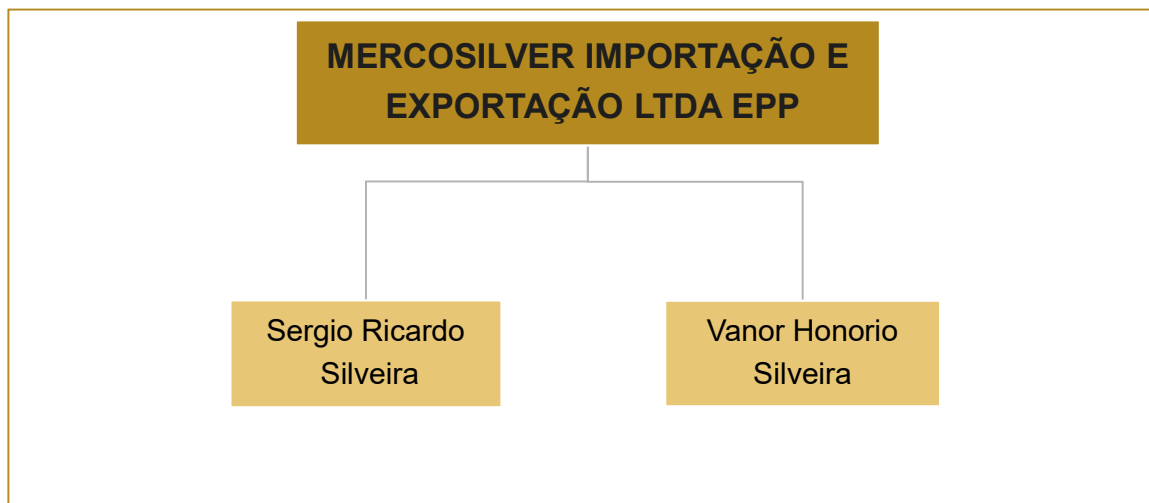 MERCOSILVER IMPORTAÇÃO E
EXPORTAÇÃO LTDA EPP
Sergio Ricardo
Silveira
Vanor Honorio
Silveira